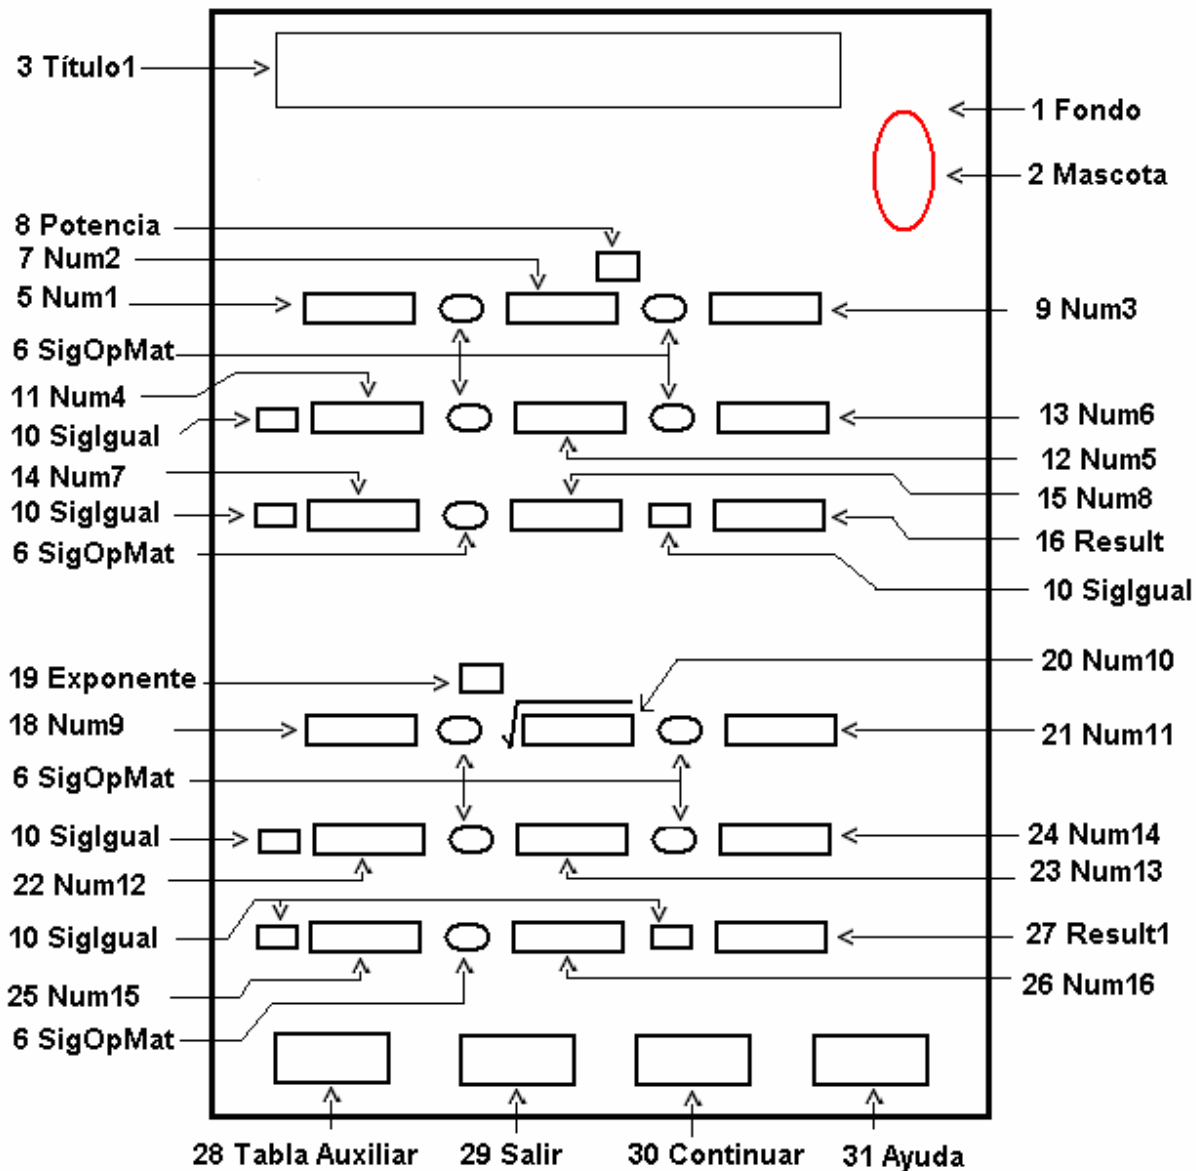 3 Título1
1 Fondo
2 Mascota
8 Potencia
7 Num2
5 Num1
9 Num3
6 SigOpMat
11 Num4
13 Num6
10 SigIgual
12 Num5
14 Num7
15 Num8
10 SigIgual
16 Result
6 SigOpMat
10 SigIgual
20 Num10
19 Exponente
18 Num9
21 Num11
6 SigOpMat
10 SigIgual
24 Num14
22 Num12
23 Num13
10 SigIgual
27 Result1
25 Num15
26 Num16
6 SigOpMat
28 Tabla Auxiliar
29 Salir
30 Continuar
31 Ayuda